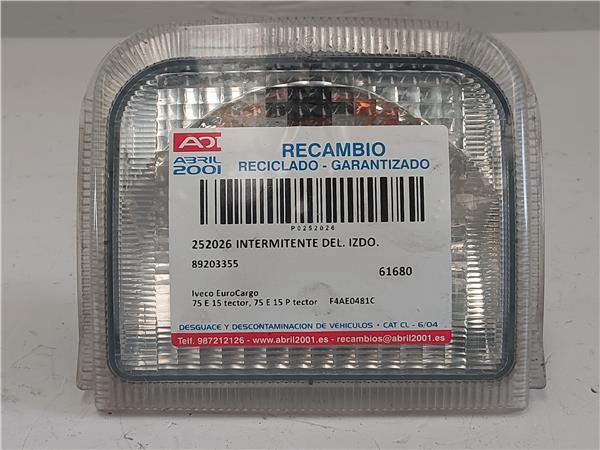 ADI
ABRIL
2001
RECAMBIO
RECICLADO - GARANTIZADO
P0252026
252026 INTERMITENTE DEL. IZDO.
89203355
61680
Iveco EuroCargo
75 E 15 tector, 75 E 15 P tector F4AE0481C
DESGUACE Y DESCONTAMINACION DE VEHICULOS • CAT CL - 6/04
Telf. 987212126 - www.abril2001.es - recambios@abril2001.es